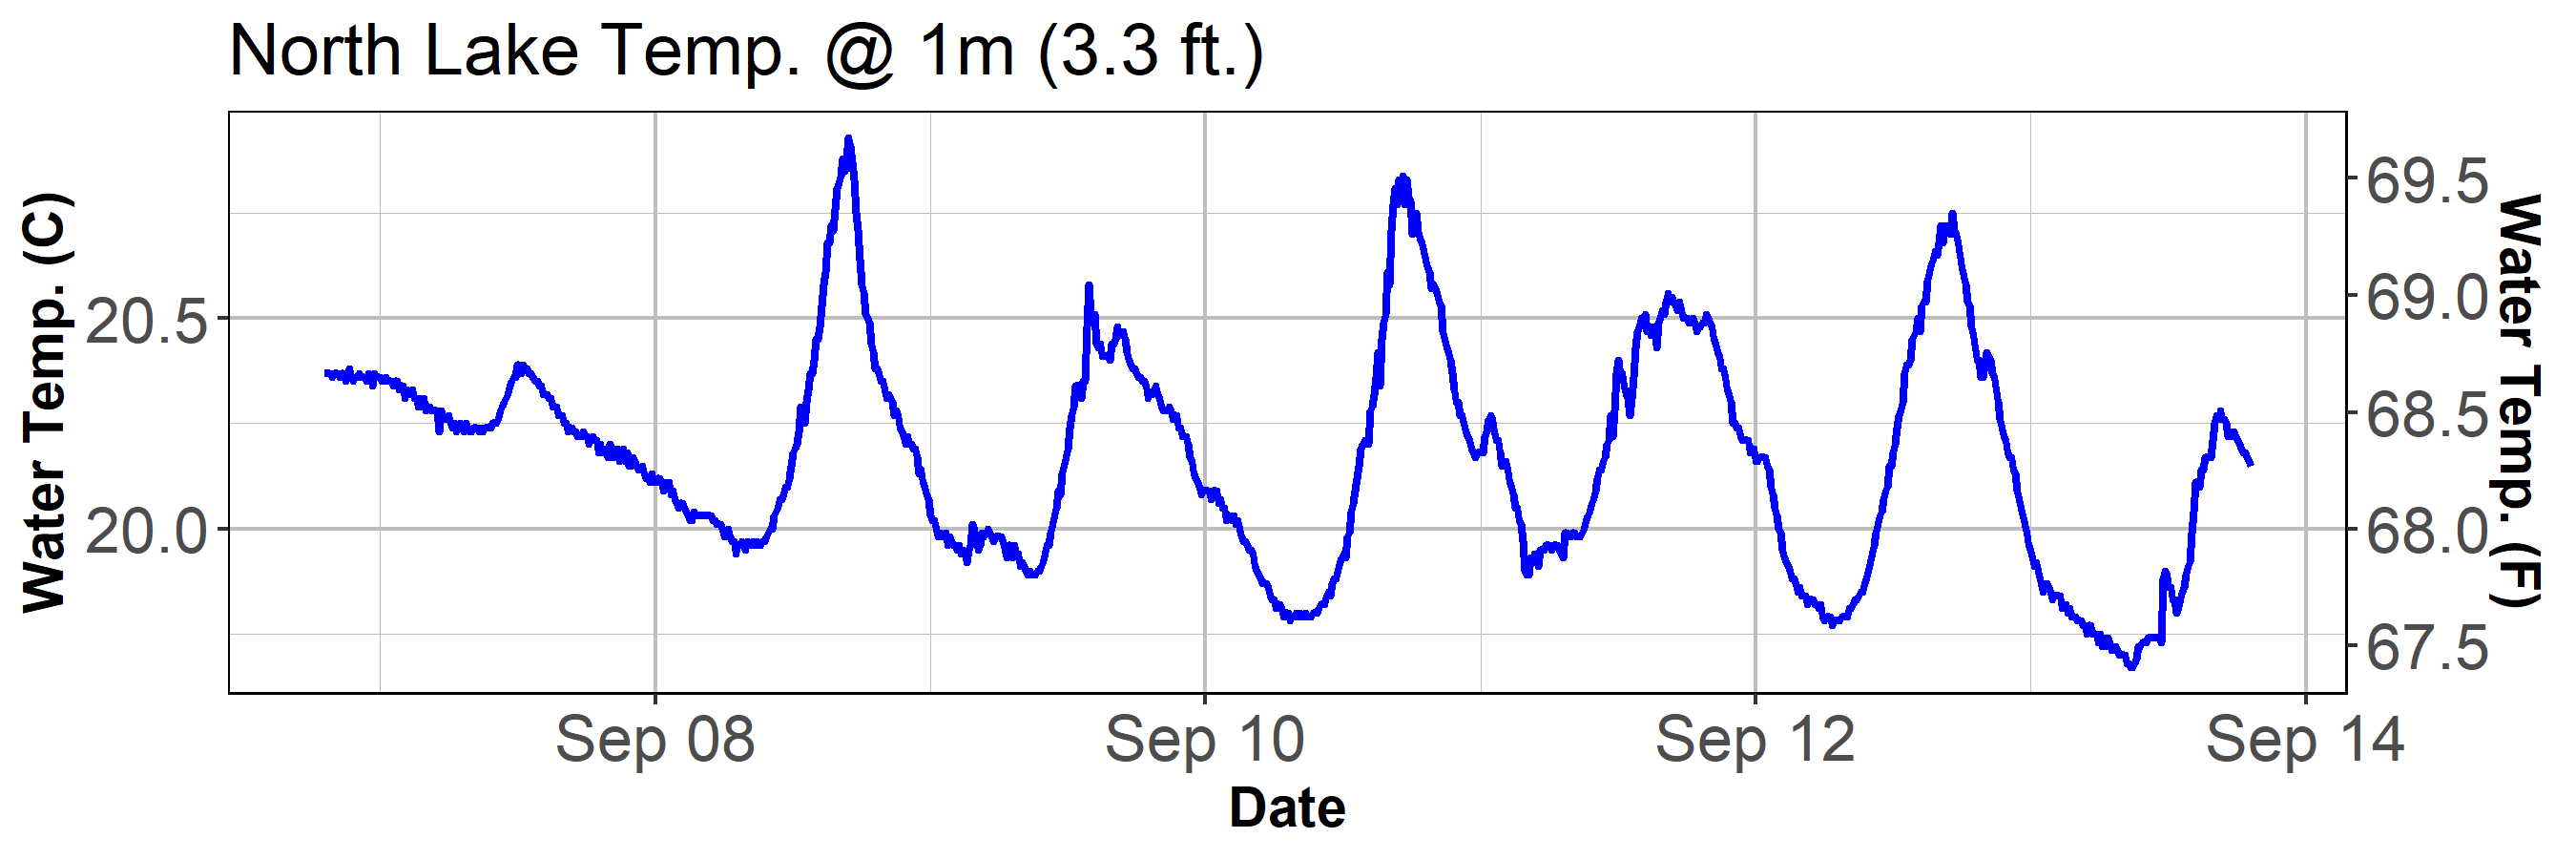 North Lake Temp. @ 1m (3.3 ft.)
Water Temp. (C)
20.5
20.0
69.5
69.0
68.5
68.0
67.5
Water Temp. (F)
Sep 08 Sep 10 Sep 12 Sep 14
Date